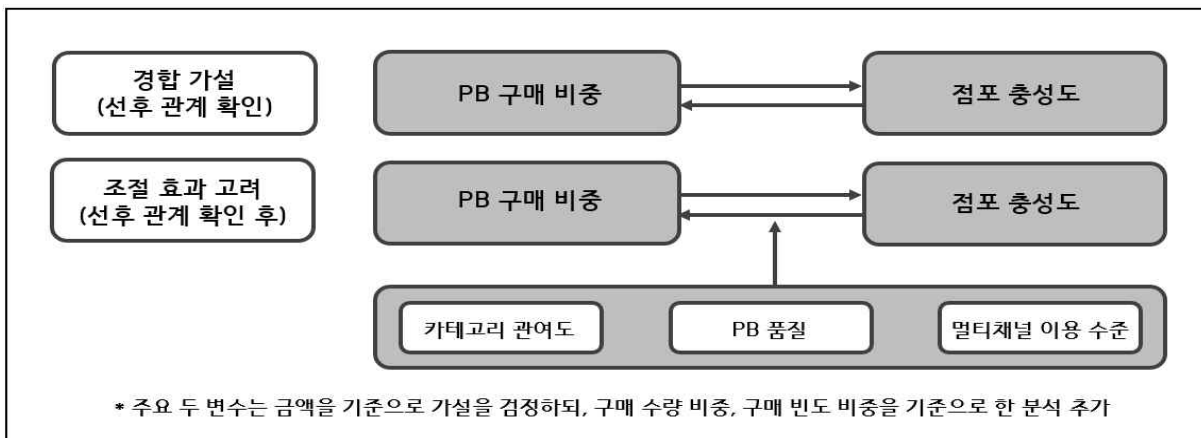 경합 가설
(선후 관계 확인)
PB 구매 비중
점포 충성도
조절 효과 고려
(선후 관계 확인 후)
PB 구매 비중
점포 충성도
카테고리 관여도
PB 품질
멀티채널 이용 수준
* 주요 두 변수는 금액을 기준으로 가설을 검정하되, 구매 수량 비중, 구매 빈도 비중을 기준으로 한 분석 추가